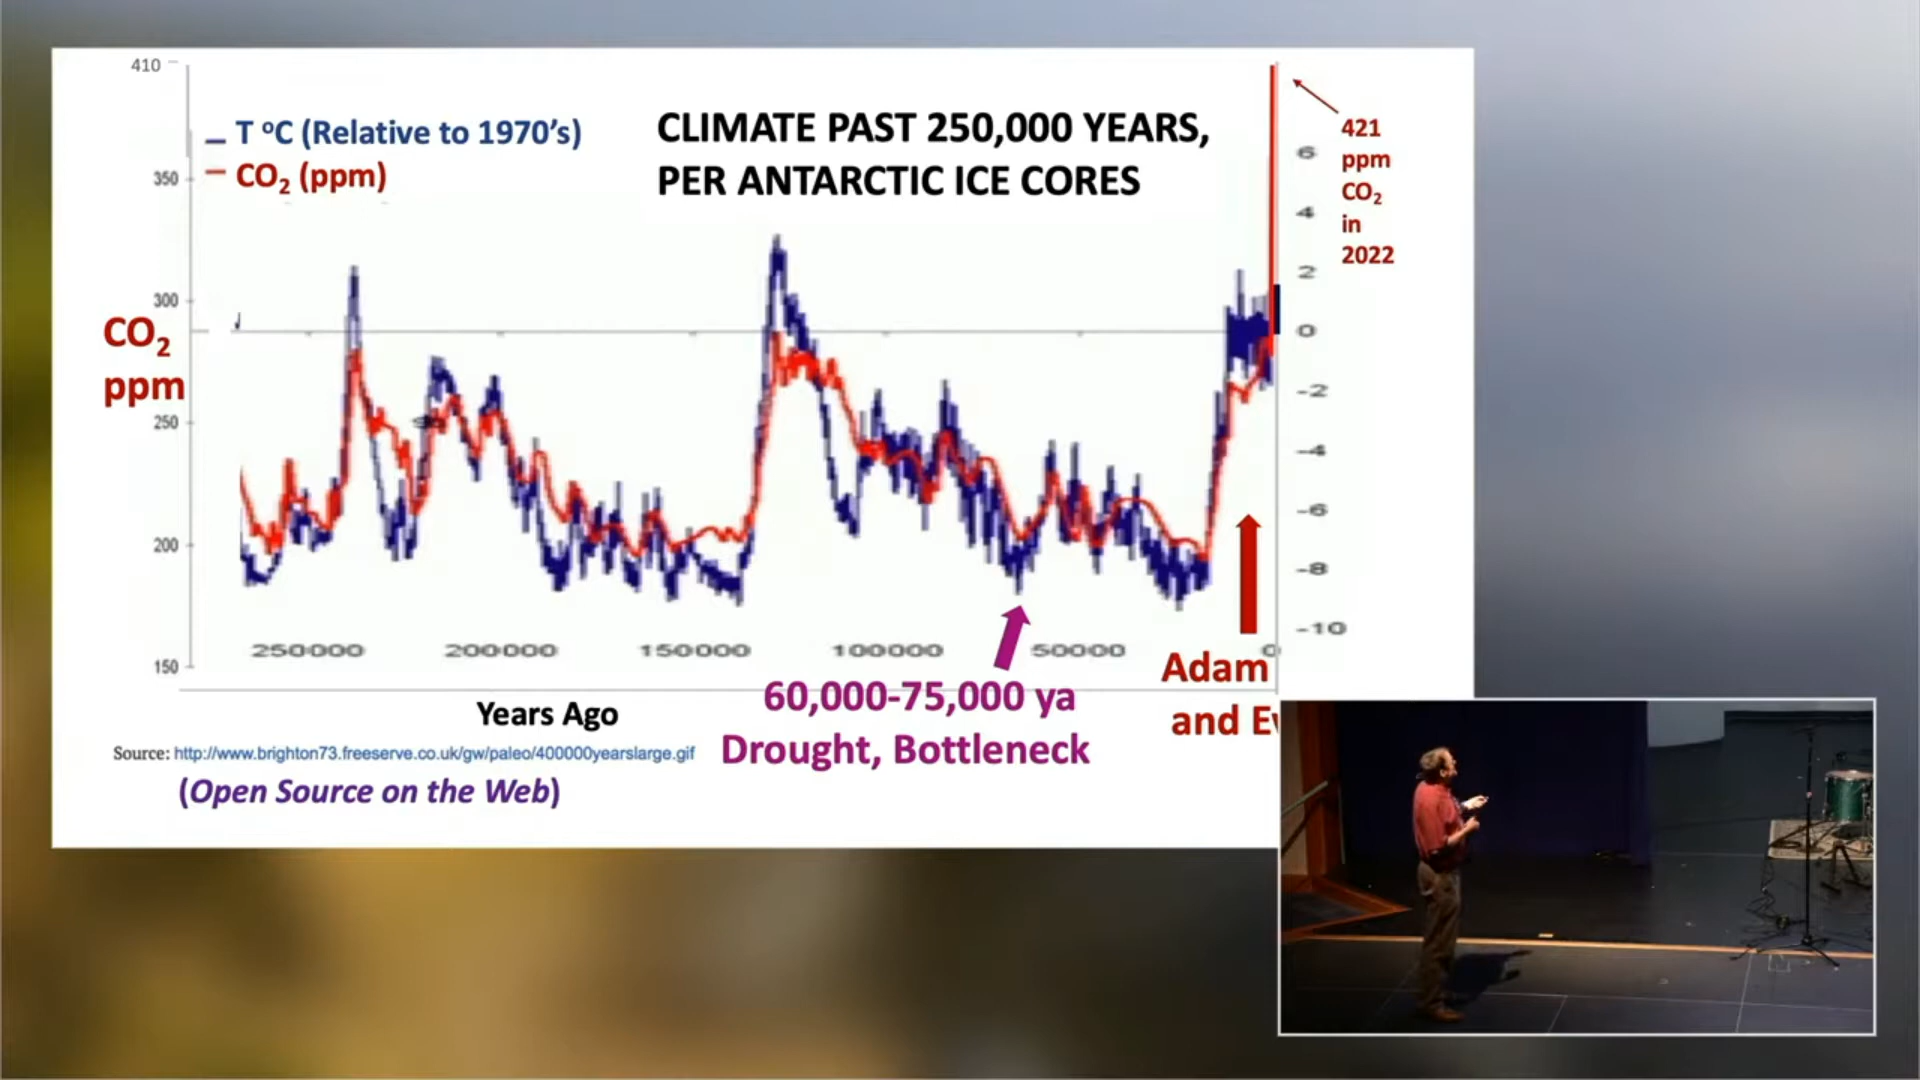 410
T °C (Relative to 1970's)
CO₂ (ppm)
CLIMATE PAST 250,000 YEARS,
PER ANTARCTIC ICE CORES
421
ppm
CO₂
in
2022
350
300
250
200
150
CO₂
ppm
6
4
2
0
-2
-4
-6
-8
-10
250000 200000 150000 100000 50000 0
Years Ago
60,000-75,000 ya
Drought, Bottleneck
Adam
and
Source: http://www.brighton73.freeserve.co.uk/gw/paleo/400000yearslarge.gif
(Open Source on the Web)